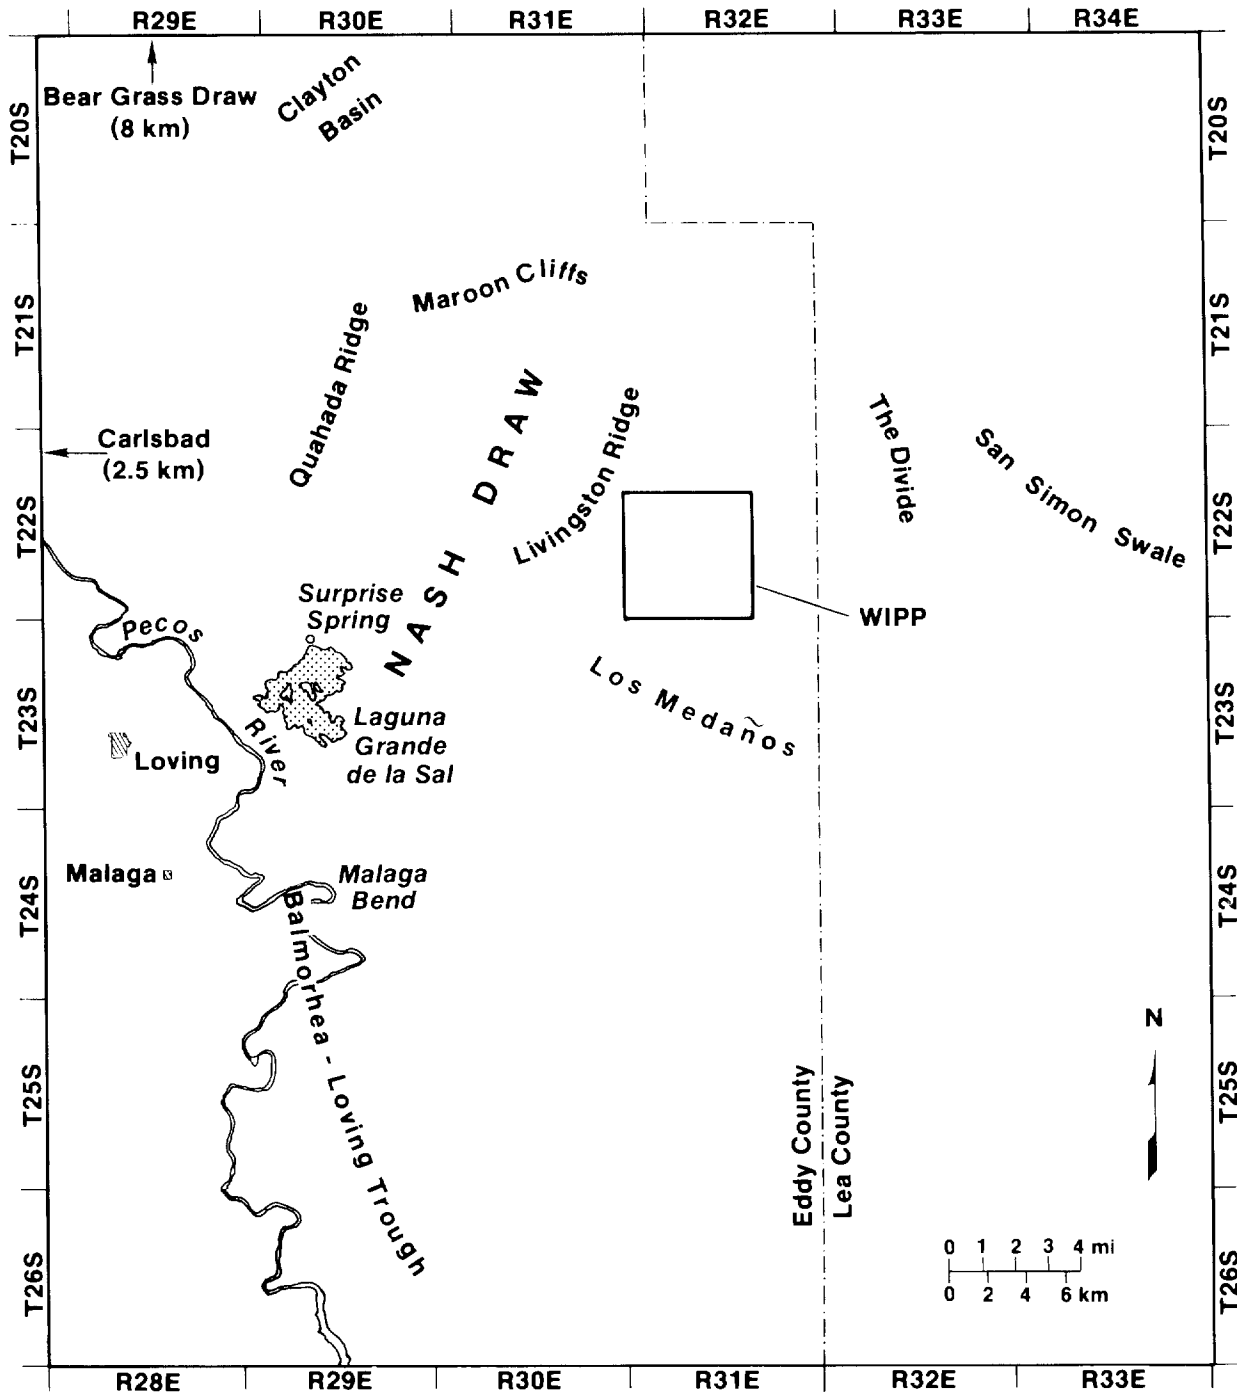 R29E
R30E
R31E
R32E
R33E
R34E
Bear Grass Draw
(8 km)
Clayton
Basin
T20S
T20S
Maroon Cliffs
T21S
T21S
Quahada Ridge
NASH DRAW
Livingston Ridge
The Divide
San Simon Swale
Carlsbad
(2.5 km)
T22S
T22S
Surprise
Spring
WIPP
Pecos
River
Los Medaños
T23S
T23S
Laguna
Grande
de la Sal
Loving
Malaga
Malaga
Bend
T24S
T24S
Balmorhea - Loving Trough
N
T25S
T25S
Eddy County
Lea County
0 1 2 3 4 mi
0 2 4 6 km
T26S
T26S
R28E
R29E
R30E
R31E
R32E
R33E